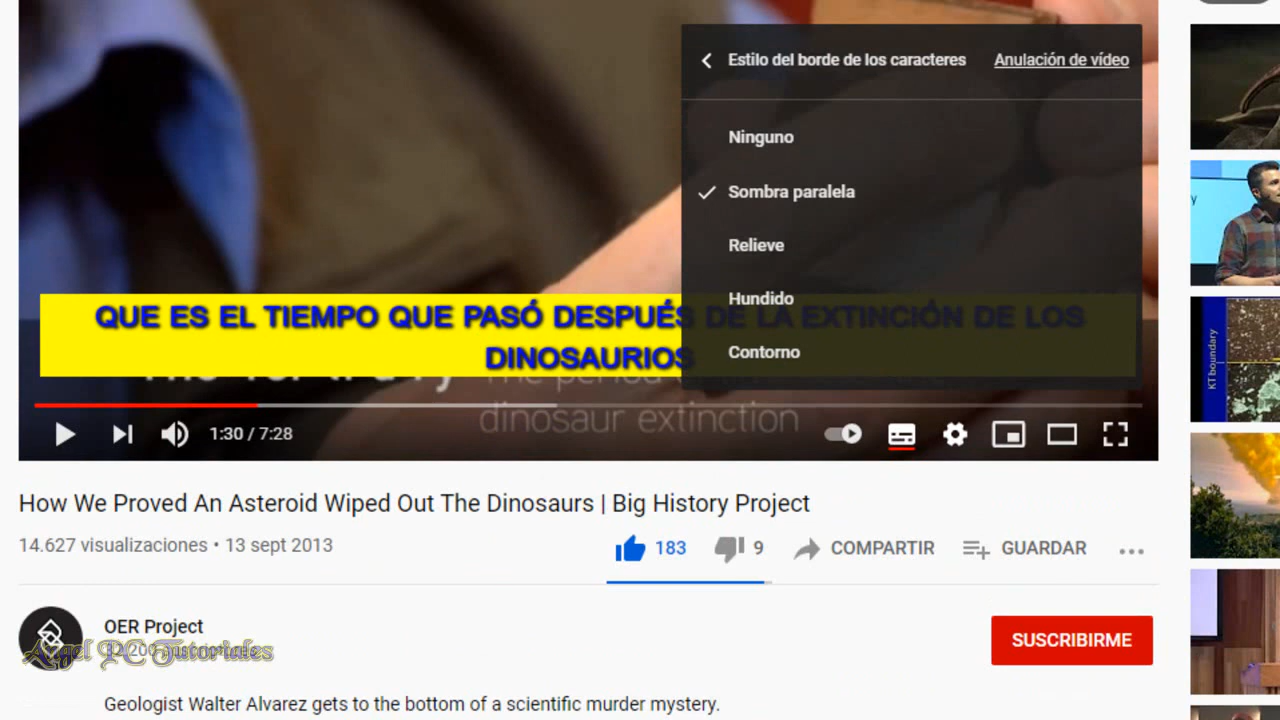 Estilo del borde de los caracteres Anulación de vídeo
Ninguno
Sombra paralela
Relieve
Hundido
Contorno
QUE ES EL TIEMPO QUE PASÓ DESPUÉS DE LA EXTINCIÓN DE LOS
DINOSAURIOS
The period
dinosaur extinction
1:30 / 7:28
How We Proved An Asteroid Wiped Out The Dinosaurs | Big History Project
14.627 visualizaciones • 13 sept 2013
183 9 COMPARTIR GUARDAR
OER Project
Angel PC Tutoriales
SUSCRIBIRME
Geologist Walter Alvarez gets to the bottom of a scientific murder mystery.
KT boundary